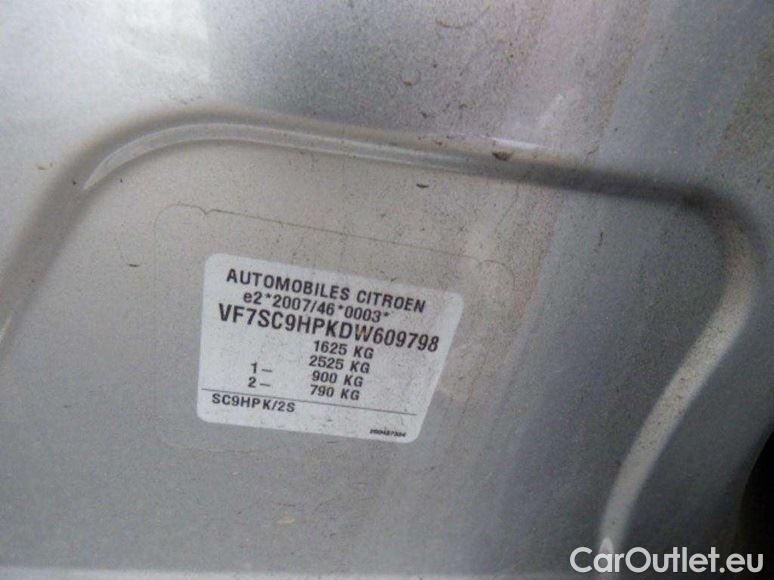 AUTOMOBILES CITROEN
e2*2007/46*0003*
VF7SC9HPKDW609798
1625 KG
2525 KG
1- 900 KG
2- 790 KG
SC9HPK/2S
CarOutlet.eu